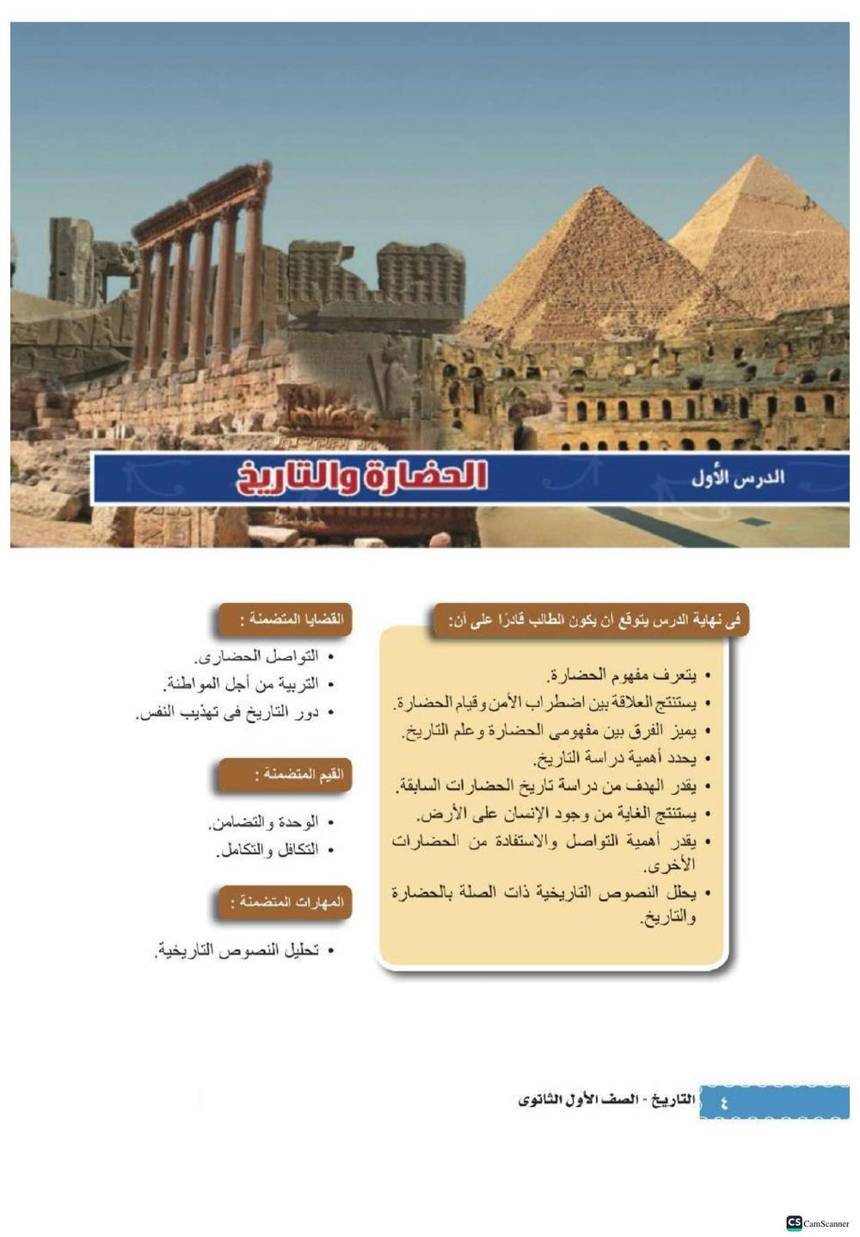 الدرس الأول
الحضارة والتاريخ
فى نهاية الدرس يتوقع أن يكون الطالب قادرًا على أن:
• يتعرف مفهوم الحضارة.
• يستنتج العلاقة بين اضطراب الأمن وقيام الحضارة.
• يميز الفرق بين مفهومى الحضارة وعلم التاريخ.
• يحدد أهمية دراسة التاريخ.
• يقدر الهدف من دراسة تاريخ الحضارات السابقة.
• يستنتج الغاية من وجود الإنسان على الأرض.
• يقدر أهمية التواصل والاستفادة من الحضارات
الأخرى.
• يحلل النصوص التاريخية ذات الصلة بالحضارة
والتاريخ.
القضايا المتضمنة :
• التواصل الحضارى.
• التربية من أجل المواطنة.
• دور التاريخ فى تهذيب النفس.
القيم المتضمنة :
• الوحدة والتضامن.
• التكافل والتكامل.
المهارات المتضمنة :
• تحليل النصوص التاريخية.
٤
التاريخ - الصف الأول الثانوى
CS CamScanner